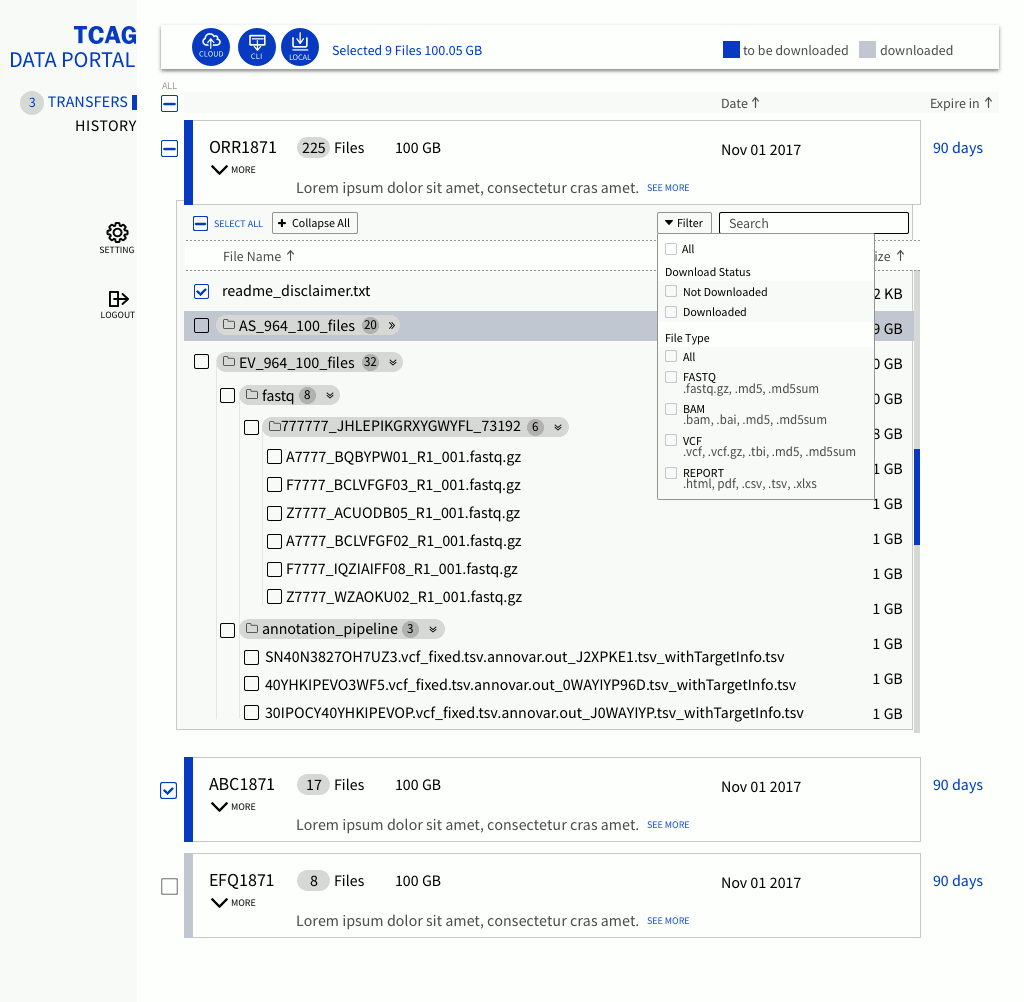 TCAG
DATA PORTAL
3 TRANSFERS
HISTORY
SETTING
LOGOUT
CLOUD CLI LOCAL Selected 9 Files 100.05 GB to be downloaded downloaded
ALL
Date ↑ Expire in ↑
ORR1871 225 Files 100 GB Nov 01 2017 90 days
MORE
Lorem ipsum dolor sit amet, consectetur cras amet. SEE MORE
SELECT ALL + Collapse All Filter Search
File Name ↑ ize ↑
All
Download Status
Not Downloaded
Downloaded
File Type
All
FASTQ
.fastq.gz, .md5, .md5sum
BAM
.bam, .bai, .md5, .md5sum
VCF
.vcf, .vcf.gz, .tbi, .md5, .md5sum
REPORT
.html, pdf, .csv, .tsv, .xlxs
readme_disclaimer.txt
AS_964_100_files 20 »
EV_964_100_files 32
fastq 8
777777_JHLEPIKGRXYGWYFL_73192 6
A7777_BQBYPW01_R1_001.fastq.gz
F7777_BCLVFGF03_R1_001.fastq.gz
Z7777_ACUODB05_R1_001.fastq.gz
A7777_BCLVFGF02_R1_001.fastq.gz
F7777_IQZIAIFF08_R1_001.fastq.gz
Z7777_WZAOKU02_R1_001.fastq.gz
annotation_pipeline 3
SN40N3827OH7UZ3.vcf_fixed.tsv.annovar.out_J2XPKE1.tsv_withTargetInfo.tsv
40YHKIPEVO3WF5.vcf_fixed.tsv.annovar.out_0WAYIYP96D.tsv_withTargetInfo.tsv
30IPOCY40YHKIPEVOP.vcf_fixed.tsv.annovar.out_J0WAYIYP.tsv_withTargetInfo.tsv
2 KB
9 GB
0 GB
0 GB
8 GB
1 GB
1 GB
1 GB
1 GB
1 GB
1 GB
1 GB
1 GB
ABC1871 17 Files 100 GB Nov 01 2017 90 days
MORE
Lorem ipsum dolor sit amet, consectetur cras amet. SEE MORE
EFQ1871 8 Files 100 GB Nov 01 2017 90 days
MORE
Lorem ipsum dolor sit amet, consectetur cras amet. SEE MORE